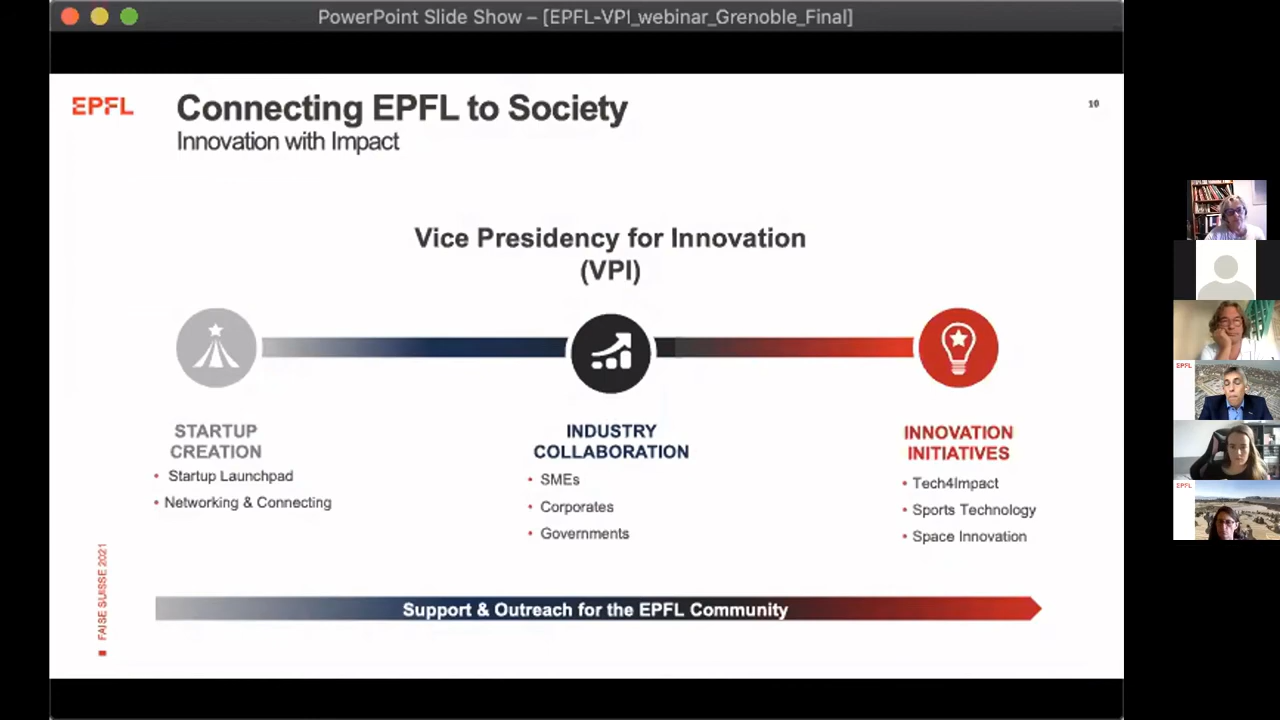 PowerPoint Slide Show – [EPFL-VPI_webinar_Grenoble_Final]
EPFL
Connecting EPFL to Society
10
Innovation with Impact
Vice Presidency for Innovation
(VPI)
STARTUP
CREATION
• Startup Launchpad
• Networking & Connecting
INDUSTRY
COLLABORATION
• SMEs
• Corporates
• Governments
INNOVATION
INITIATIVES
• Tech4Impact
• Sports Technology
• Space Innovation
Support & Outreach for the EPFL Community
FAISE SUISSE 2021
EPFL
EPFL